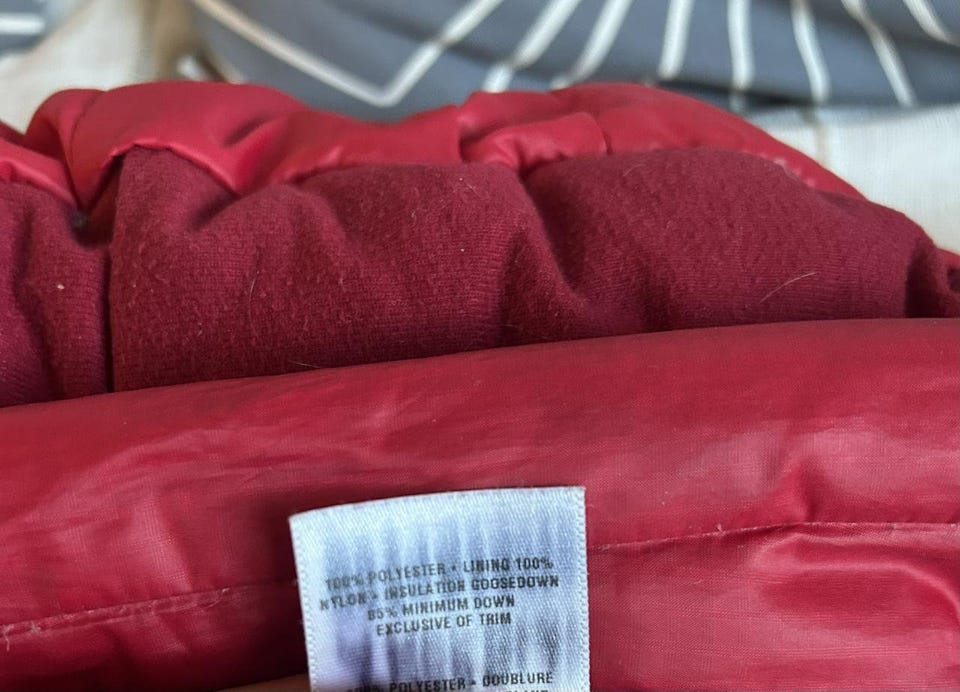 100% POLYESTER • LINING 100%
NYLON • INSULATION GOOSEDOWN
85% MINIMUM DOWN
EXCLUSIVE OF TRIM
POLYESTER • DOUBLURE